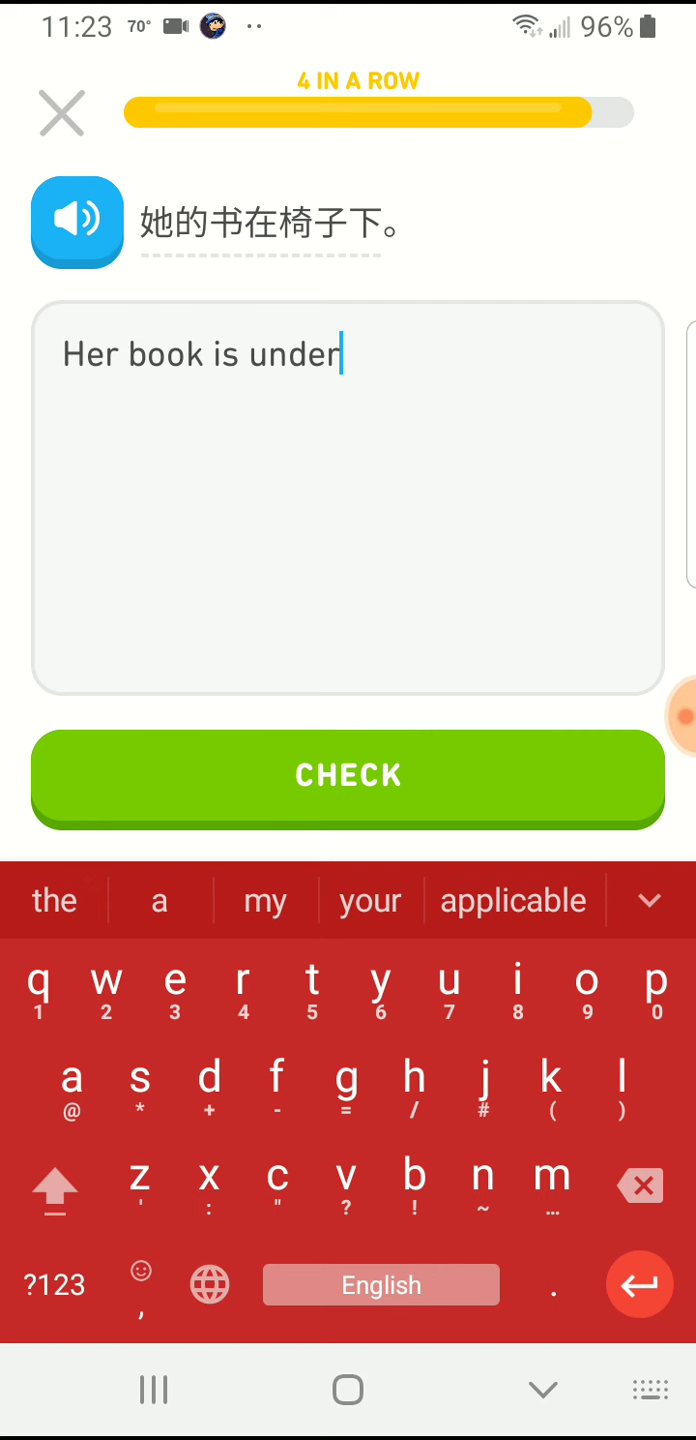 11:23 70° 96%
4 IN A ROW
她的书在椅子下。
Her book is under
CHECK
the a my your applicable
q w e r t y u i o p
1 2 3 4 5 6 7 8 9 0
a s d f g h j k l
@ * + - = / # ( )
z x c v b n m
' : " ? ! ~ …
?123 , English .